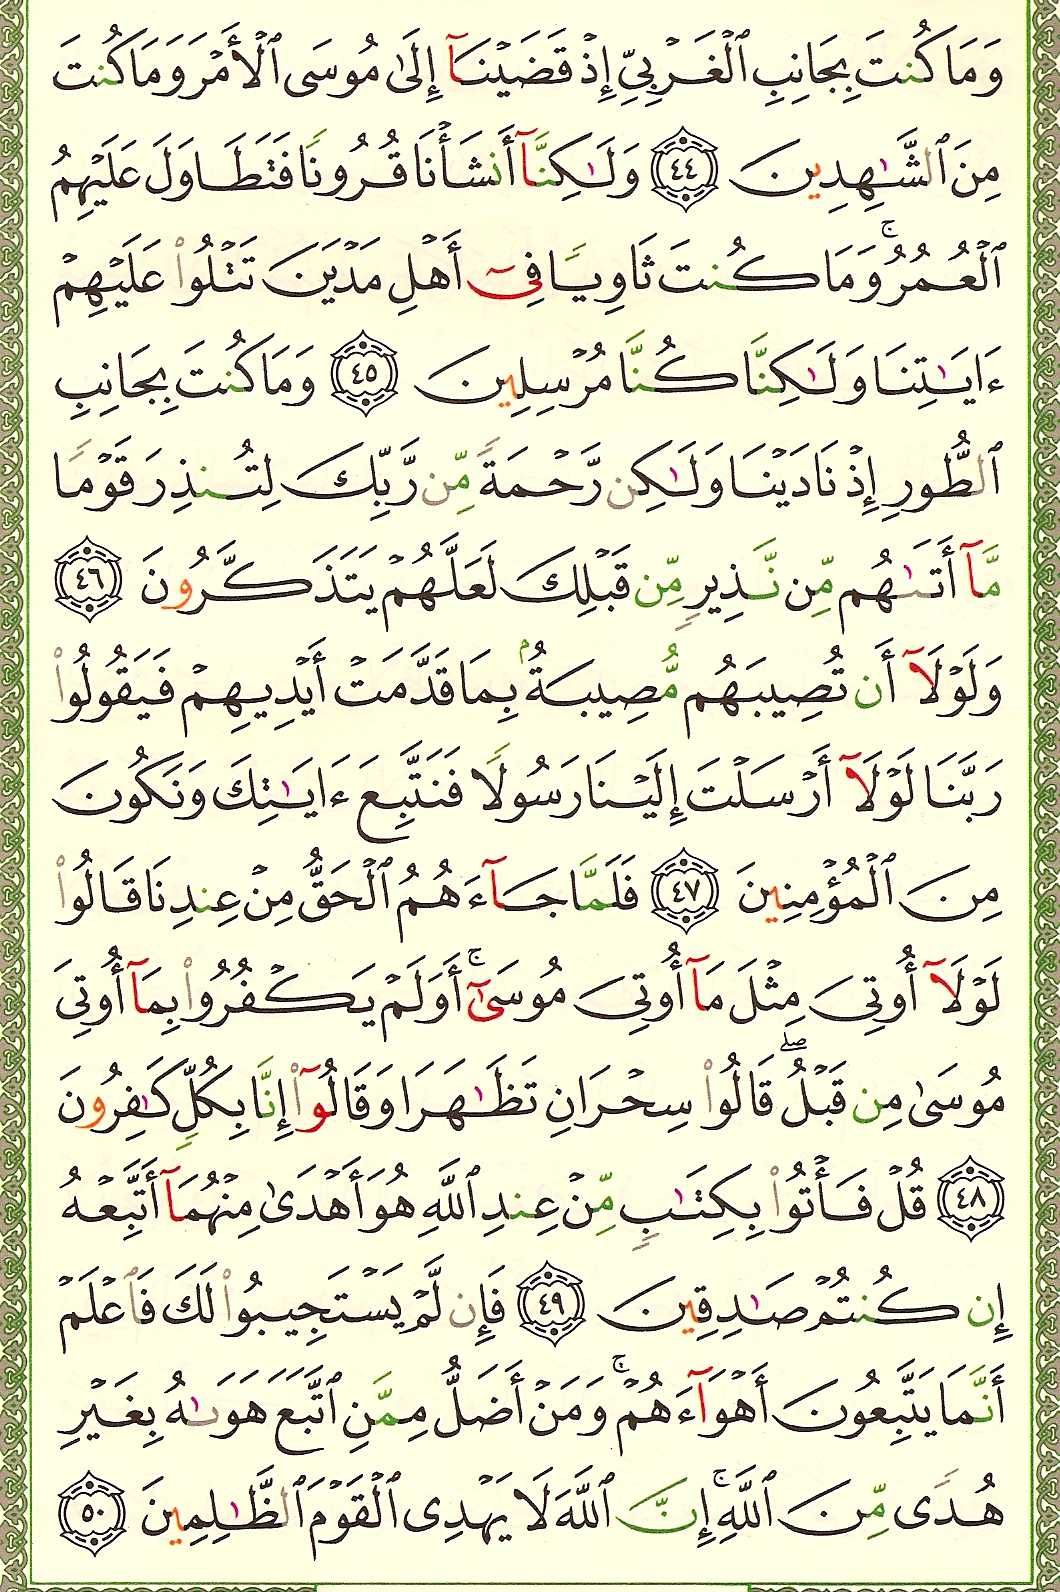 وَمَا كُنتَ بِجَانِبِ ٱلْغَرْبِىِّ إِذْ قَضَيْنَآ إِلَىٰ مُوسَى ٱلْأَمْرَ وَمَا كُنتَ
مِنَ ٱلشَّـٰهِدِينَ ٤٤ وَلَـٰكِنَّآ أَنشَأْنَا قُرُونًا فَتَطَاوَلَ عَلَيْهِمُ
ٱلْعُمُرُ ۚ وَمَا كُنتَ ثَاوِيًا فِىٓ أَهْلِ مَدْيَنَ تَتْلُوا۟ عَلَيْهِمْ
ءَايَـٰتِنَا وَلَـٰكِنَّا كُنَّا مُرْسِلِينَ ٤٥ وَمَا كُنتَ بِجَانِبِ
ٱلطُّورِ إِذْ نَادَيْنَا وَلَـٰكِن رَّحْمَةً مِّن رَّبِّكَ لِتُنذِرَ قَوْمًا
مَّآ أَتَىٰهُم مِّن نَّذِيرٍ مِّن قَبْلِكَ لَعَلَّهُمْ يَتَذَكَّرُونَ ٤٦
وَلَوْلَآ أَن تُصِيبَهُم مُّصِيبَةٌۢ بِمَا قَدَّمَتْ أَيْدِيهِمْ فَيَقُولُوا۟
رَبَّنَا لَوْلَآ أَرْسَلْتَ إِلَيْنَا رَسُولًا فَنَتَّبِعَ ءَايَـٰتِكَ وَنَكُونَ
مِنَ ٱلْمُؤْمِنِينَ ٤٧ فَلَمَّا جَآءَهُمُ ٱلْحَقُّ مِنْ عِندِنَا قَالُوا۟
لَوْلَآ أُوتِىَ مِثْلَ مَآ أُوتِىَ مُوسَىٰٓ ۚ أَوَلَمْ يَكْفُرُوا۟ بِمَآ أُوتِىَ
مُوسَىٰ مِن قَبْلُ ۖ قَالُوا۟ سِحْرَانِ تَظَـٰهَرَا وَقَالُوٓا۟ إِنَّا بِكُلٍّ كَـٰفِرُونَ
٤٨ قُلْ فَأْتُوا۟ بِكِتَـٰبٍ مِّنْ عِندِ ٱللَّهِ هُوَ أَهْدَىٰ مِنْهُمَآ أَتَّبِعْهُ
إِن كُنتُمْ صَـٰدِقِينَ ٤٩ فَإِن لَّمْ يَسْتَجِيبُوا۟ لَكَ فَٱعْلَمْ
أَنَّمَا يَتَّبِعُونَ أَهْوَآءَهُمْ ۚ وَمَنْ أَضَلُّ مِمَّنِ ٱتَّبَعَ هَوَىٰهُ بِغَيْرِ
هُدًى مِّنَ ٱللَّهِ ۚ إِنَّ ٱللَّهَ لَا يَهْدِى ٱلْقَوْمَ ٱلظَّـٰلِمِينَ ٥٠